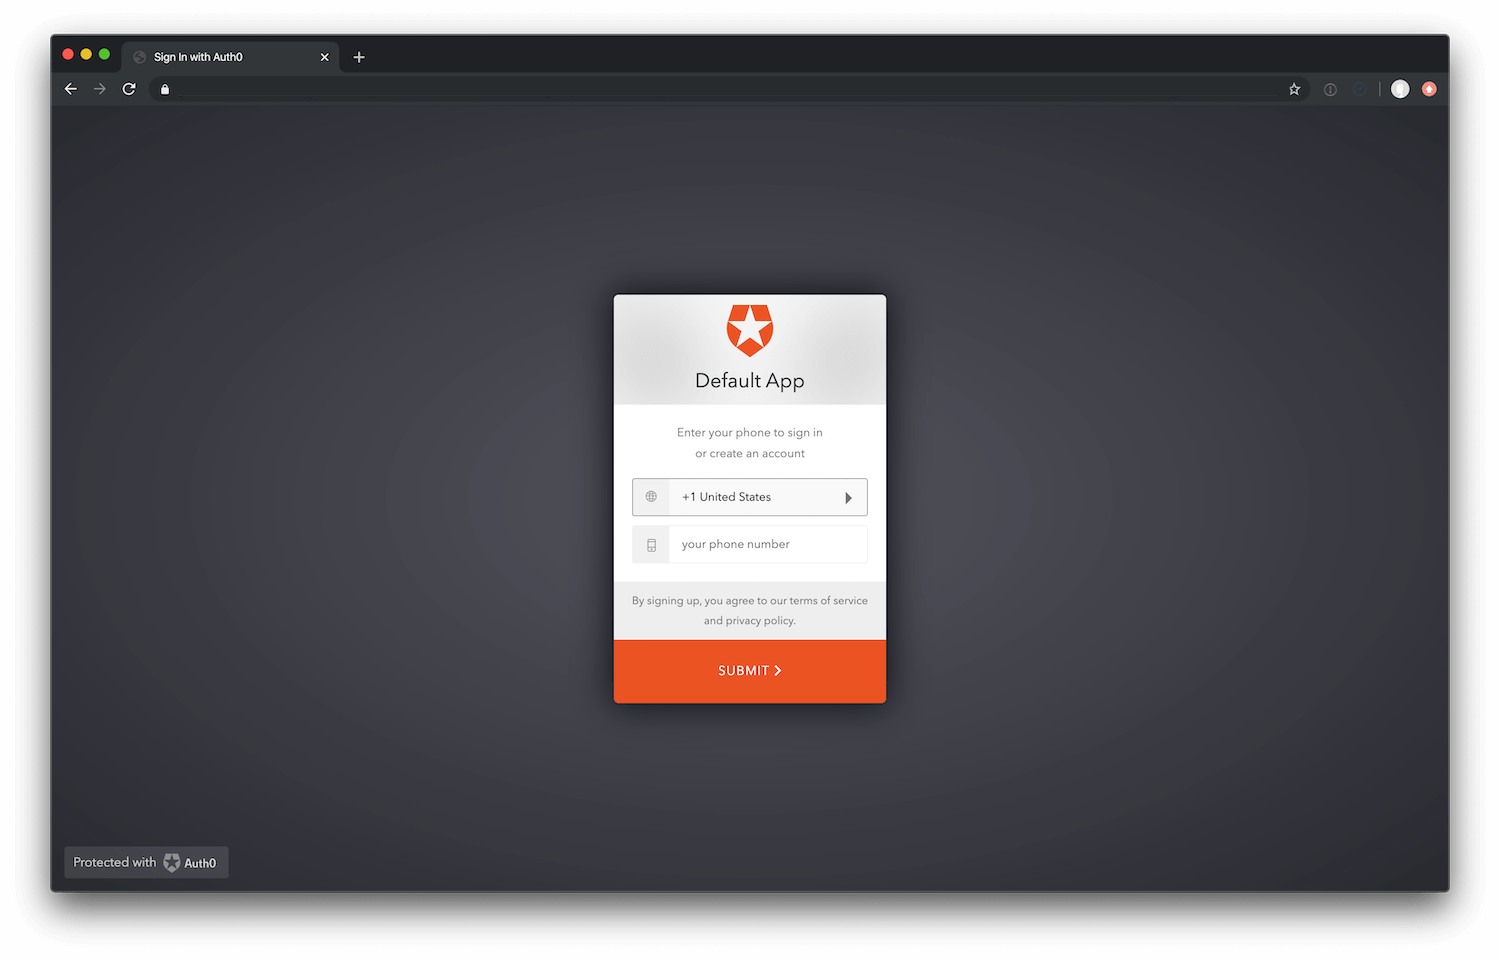 Sign In with Auth0
Default App
Enter your phone to sign in
or create an account
+1 United States
your phone number
By signing up, you agree to our terms of service
and privacy policy.
SUBMIT
Protected with Auth0